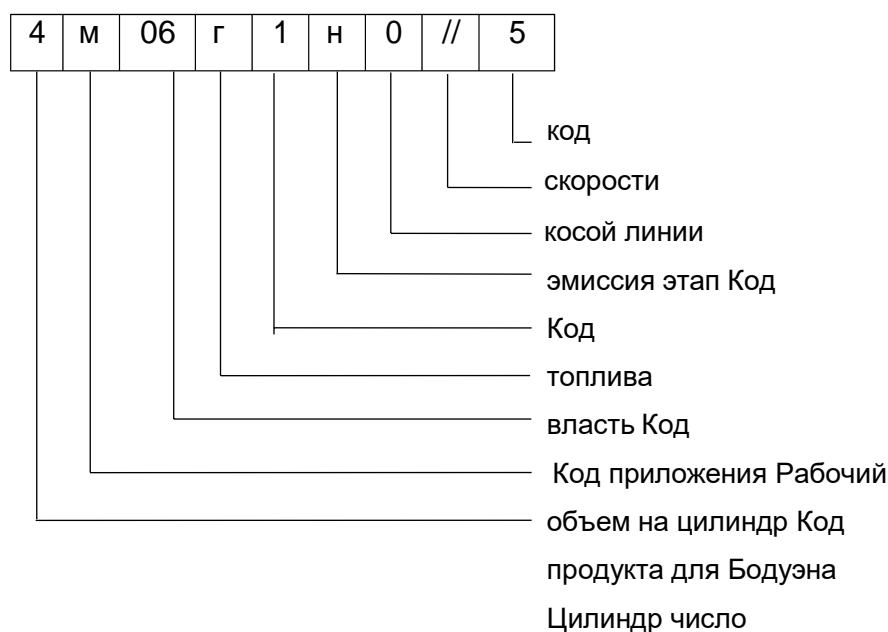 4 м 06 г 1 н 0 // 5
код
скорости
косой линии
эмиссия этап Код
Код
топлива
власть Код
Код приложения Рабочий
объем на цилиндр Код
продукта для Бодуэна
Цилиндр число